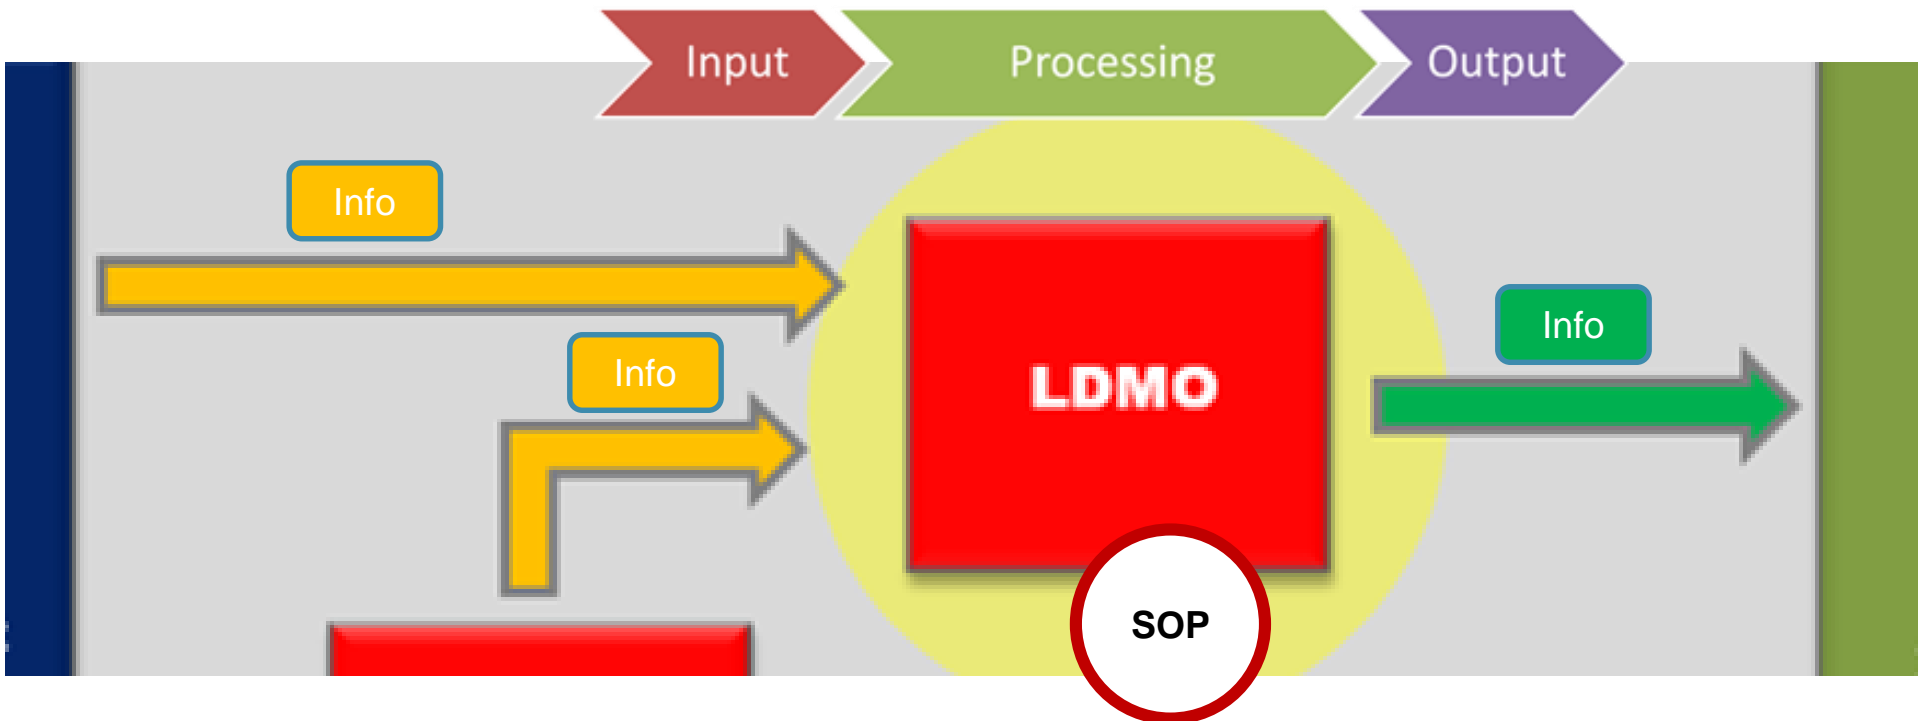 Input
Processing
Output
Info
Info
Info
LDMO
SOP